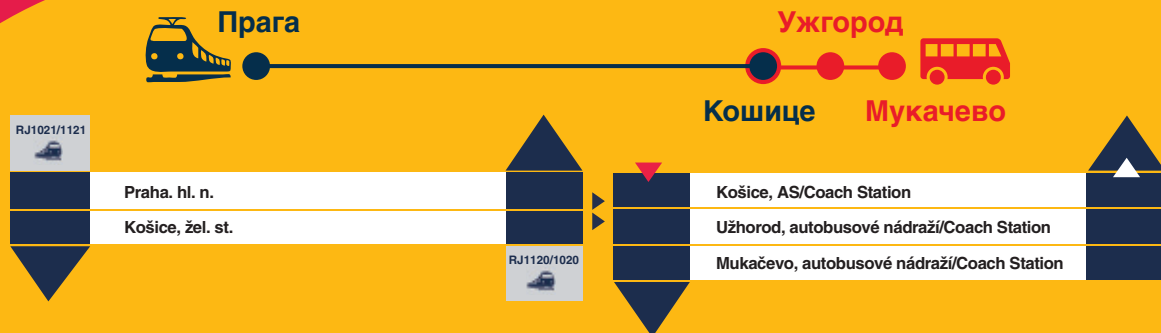 Прага
Ужгород
Кошице
Мукачево
RJ1021/1121
Praha. hl. n.
Košice, žel. st.
RJ1120/1020
Košice, AS/Coach Station
Užhorod, autobusové nádraží/Coach Station
Mukačevo, autobusové nádraží/Coach Station